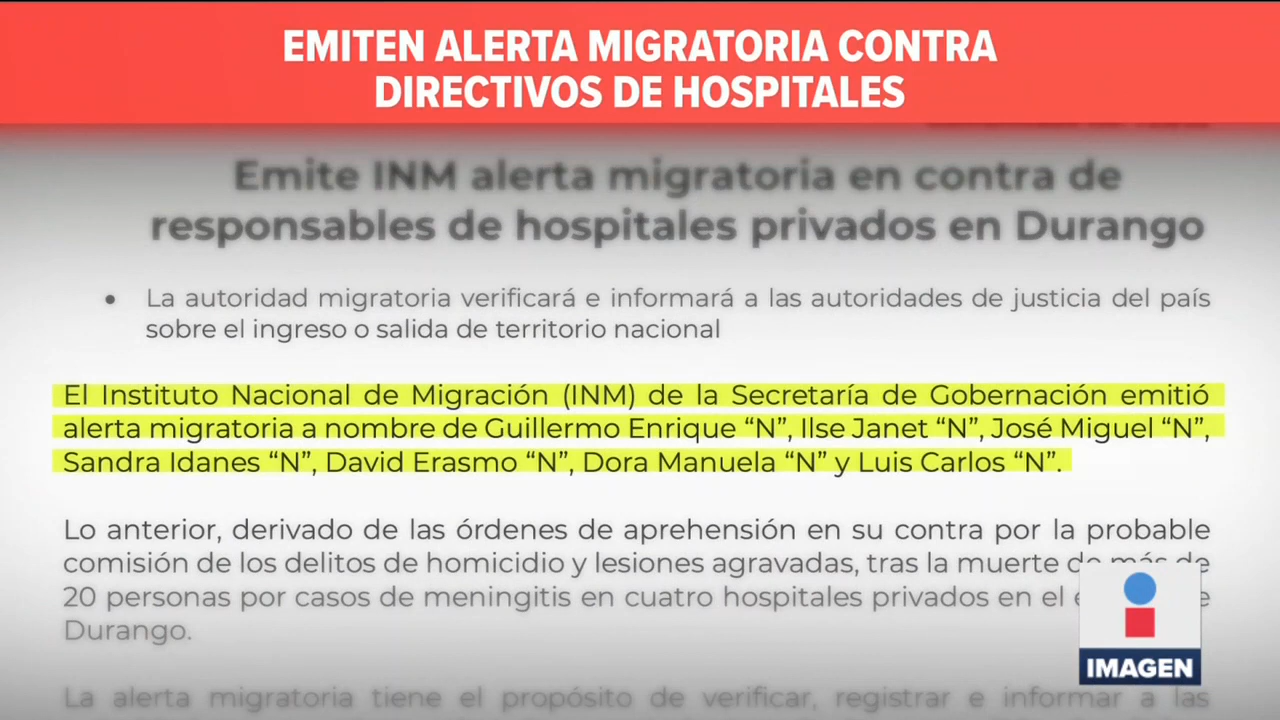 EMITEN ALERTA MIGRATORIA CONTRA
DIRECTIVOS DE HOSPITALES
Emite INM alerta migratoria en contra de
responsables de hospitales privados en Durango
• La autoridad migratoria verificará e informará a las autoridades de justicia del país
sobre el ingreso o salida de territorio nacional
El Instituto Nacional de Migración (INM) de la Secretaría de Gobernación emitió
alerta migratoria a nombre de Guillermo Enrique “N”, Ilse Janet “N”, José Miguel “N”,
Sandra Idanes “N”, David Erasmo “N”, Dora Manuela “N” y Luis Carlos “N”.
Lo anterior, derivado de las órdenes de aprehensión en su contra por la probable
comisión de los delitos de homicidio y lesiones agravadas, tras la muerte de más de
20 personas por casos de meningitis en cuatro hospitales privados en el
Durango.
La alerta migratoria tiene el propósito de verificar, registrar e informar a las
IMAGEN